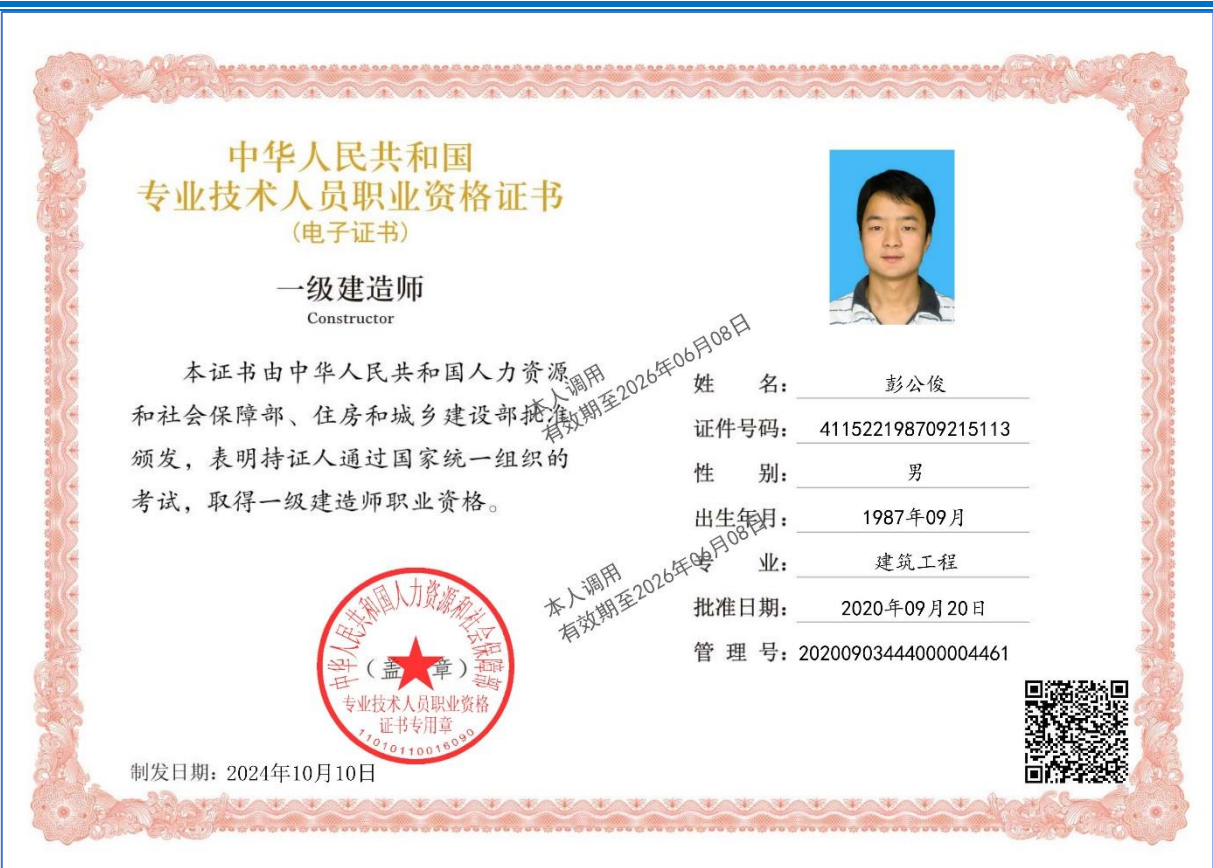 中华人民共和国
专业技术人员职业资格证书
(电子证书)
一级建造师
Constructor
本证书由中华人民共和国人力资源
和社会保障部、住房和城乡建设部批准
颁发，表明持证人通过国家统一组织的
考试，取得一级建造师职业资格。
本人调用
有效期至2026年06月08日
姓 名： 彭公俊
证件号码： 411522198709215113
性 别： 男
出生年月： 1987年09月
专 业： 建筑工程
批准日期： 2020年09月20日
管 理 号： 20200903444000004461
本人调用
有效期至2026年06月08日
中华人民共和国人力资源和社会保障部
(盖章)
专业技术人员职业资格
证书专用章
11010110016090
制发日期：2024年10月10日